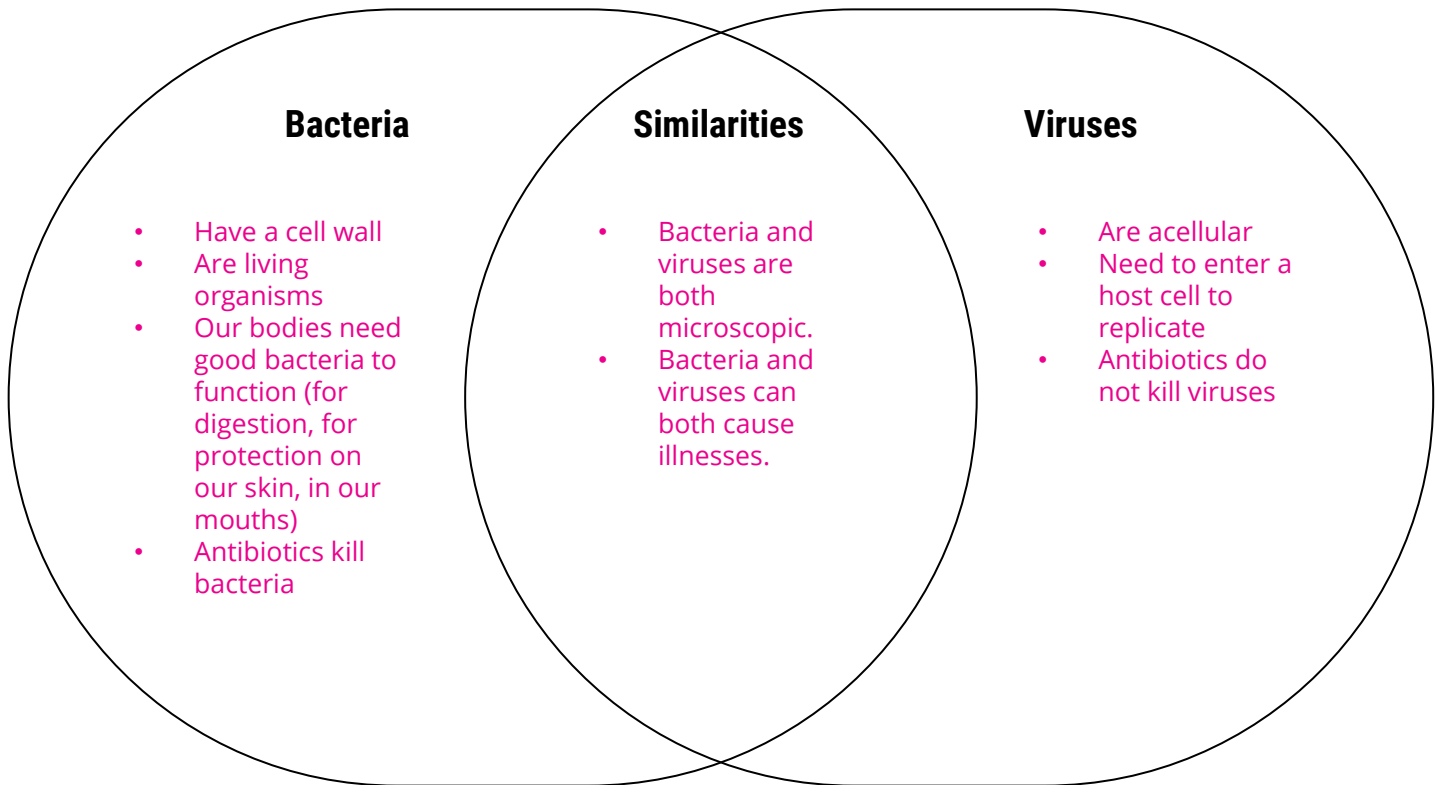 Bacteria
• Have a cell wall
• Are living
organisms
• Our bodies need
good bacteria to
function (for
digestion, for
protection on
our skin, in our
mouths)
• Antibiotics kill
bacteria
Similarities
• Bacteria and
viruses are
both
microscopic.
• Bacteria and
viruses can
both cause
illnesses.
Viruses
• Are acellular
• Need to enter a
host cell to
replicate
• Antibiotics do
not kill viruses